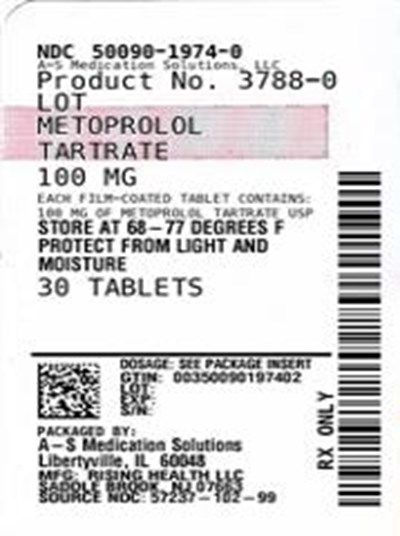 NDC 50090-1974-0
A-S Medication Solutions, LLC
Product No. 3788-0
LOT
METOPROLOL
TARTRATE
100 MG
EACH FILM-COATED TABLET CONTAINS:
100 MG OF METOPROLOL TARTRATE USP
STORE AT 68-77 DEGREES F
PROTECT FROM LIGHT AND
MOISTURE
30 TABLETS
DOSAGE: SEE PACKAGE INSERT
GTIN: 00350090197402
LOT:
EXP:
S/N:
PACKAGED BY:
A-S Medication Solutions
Libertyville, IL 60048
MFG: RISING HEALTH LLC
SADDLE BROOK, NJ 07663
SOURCE NDC: 57237-102-99
RX ONLY